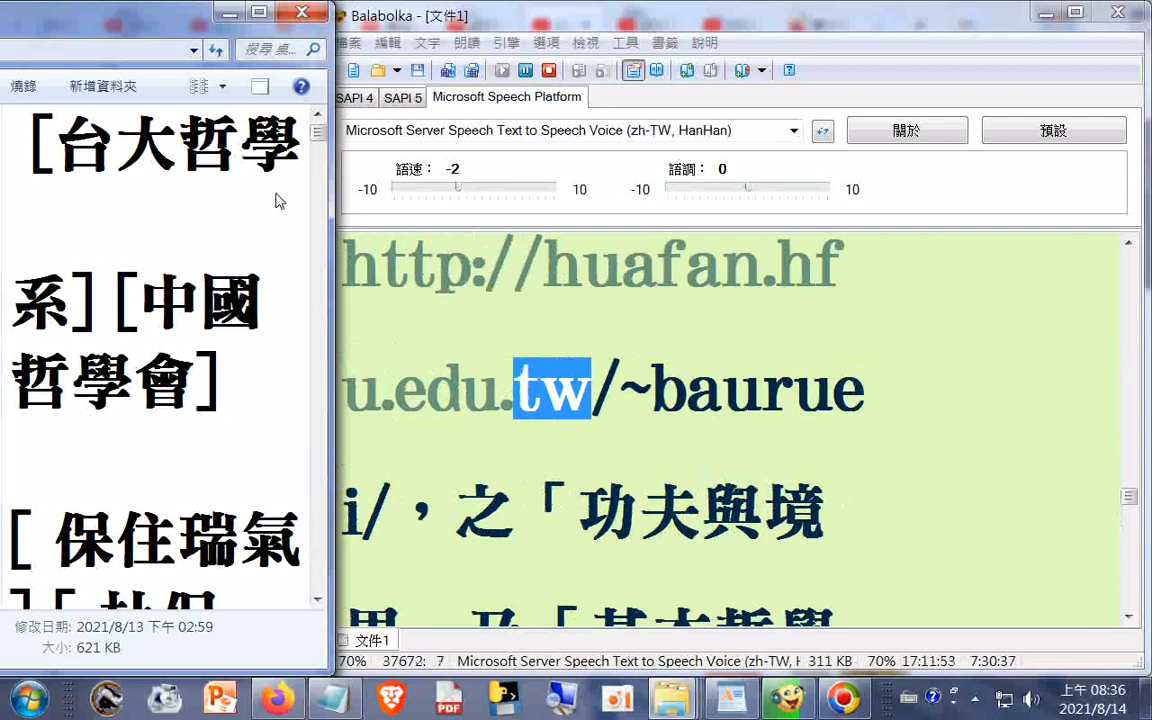 Balabolka - [文件1]
搜尋 桌...
檔案 編輯 文字 朗讀 引擎 選項 檢視 工具 書籤 說明
燒錄 新增資料夾
SAPI 4 SAPI 5 Microsoft Speech Platform
Microsoft Server Speech Text to Speech Voice (zh-TW, HanHan) 關於 預設
語速： -2 語調： 0
-10 10 -10 10
[台大哲學
系] [中國
哲學會]
[ 保住瑞氣
http://huafan.hf
u.edu.tw/~baurue
i/，之「功夫與境
修改日期: 2021/8/13 下午 02:59
大小: 621 KB
文件1
70% 37672: 7 Microsoft Server Speech Text to Speech Voice (zh-TW, H 311 KB 70% 17:11:53 7:30:37
PDF
上午 08:36
2021/8/14